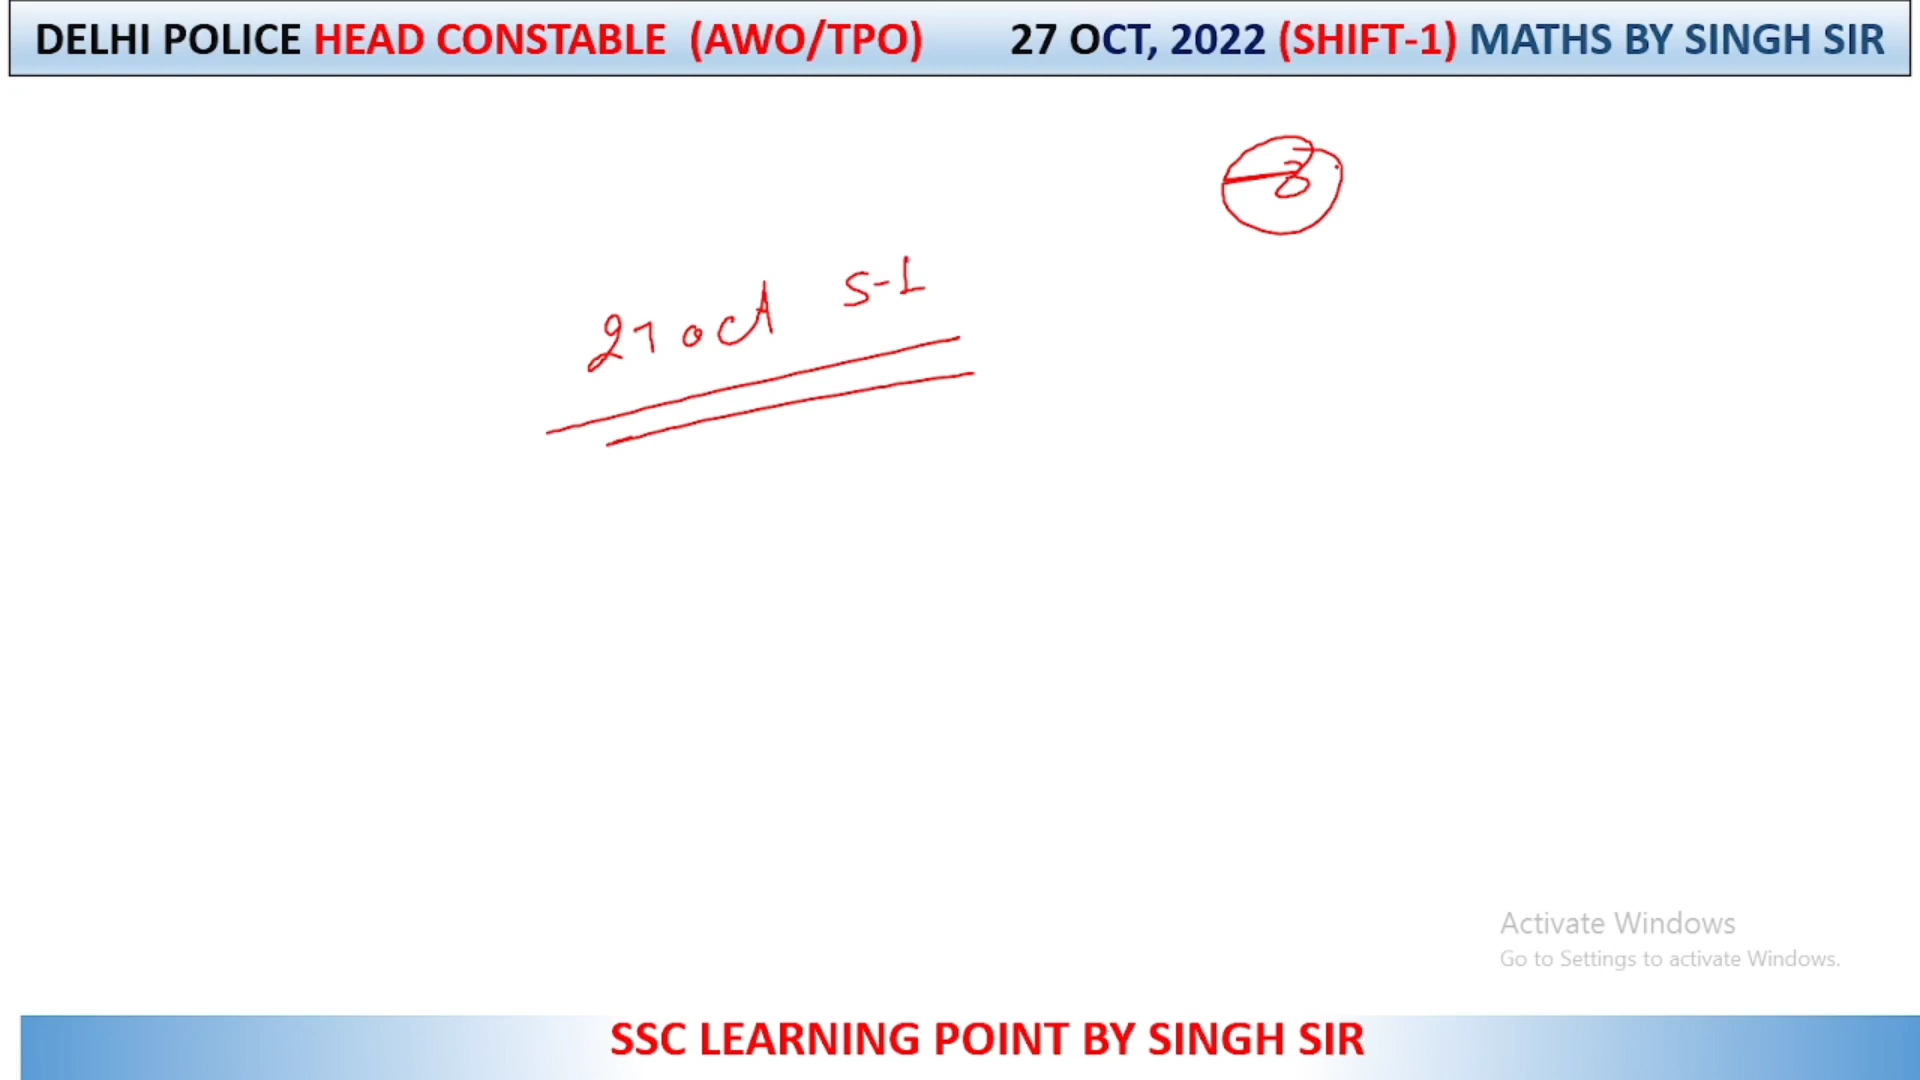 DELHI POLICE HEAD CONSTABLE (AWO/TPO) 27 OCT, 2022 (SHIFT-1) MATHS BY SINGH SIR
27 oct S-1
Activate Windows
Go to Settings to activate Windows.
SSC LEARNING POINT BY SINGH SIR